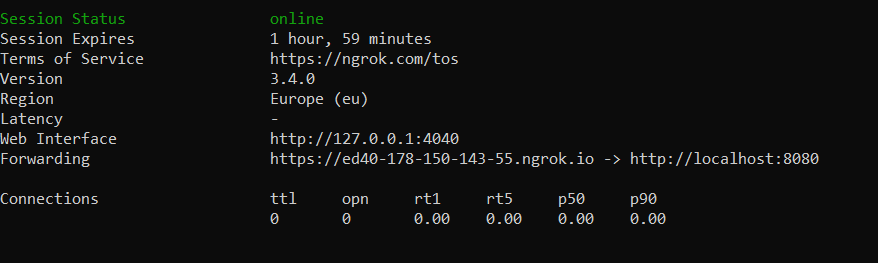 Session Status online
Session Expires 1 hour, 59 minutes
Terms of Service https://ngrok.com/tos
Version 3.4.0
Region Europe (eu)
Latency -
Web Interface http://127.0.0.1:4040
Forwarding https://ed40-178-150-143-55.ngrok.io -> http://localhost:8080
Connections ttl opn rt1 rt5 p50 p90
0 0 0.00 0.00 0.00 0.00